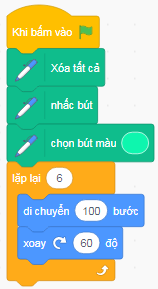 Khi bấm vào
Xóa tất cả
nhấc bút
chọn bút màu
lặp lại 6
di chuyển 100 bước
xoay 60 độ